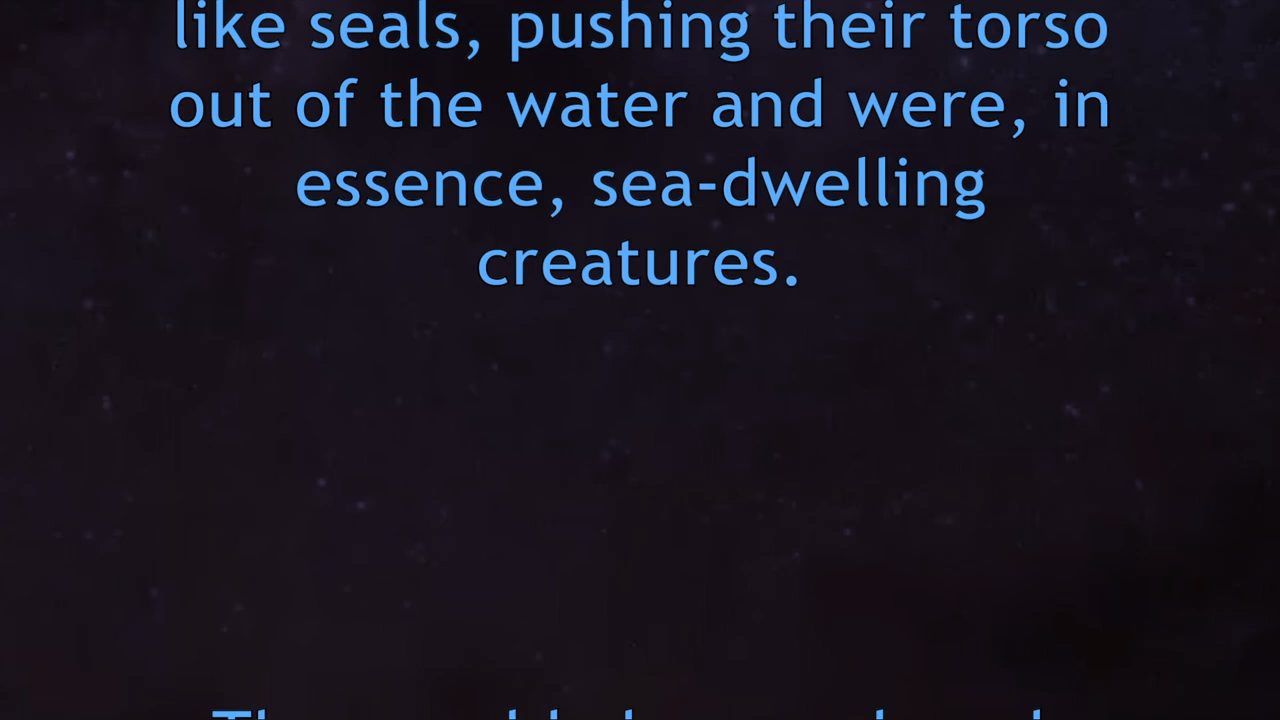 like seals, pushing their torso
out of the water and were, in
essence, sea-dwelling
creatures.